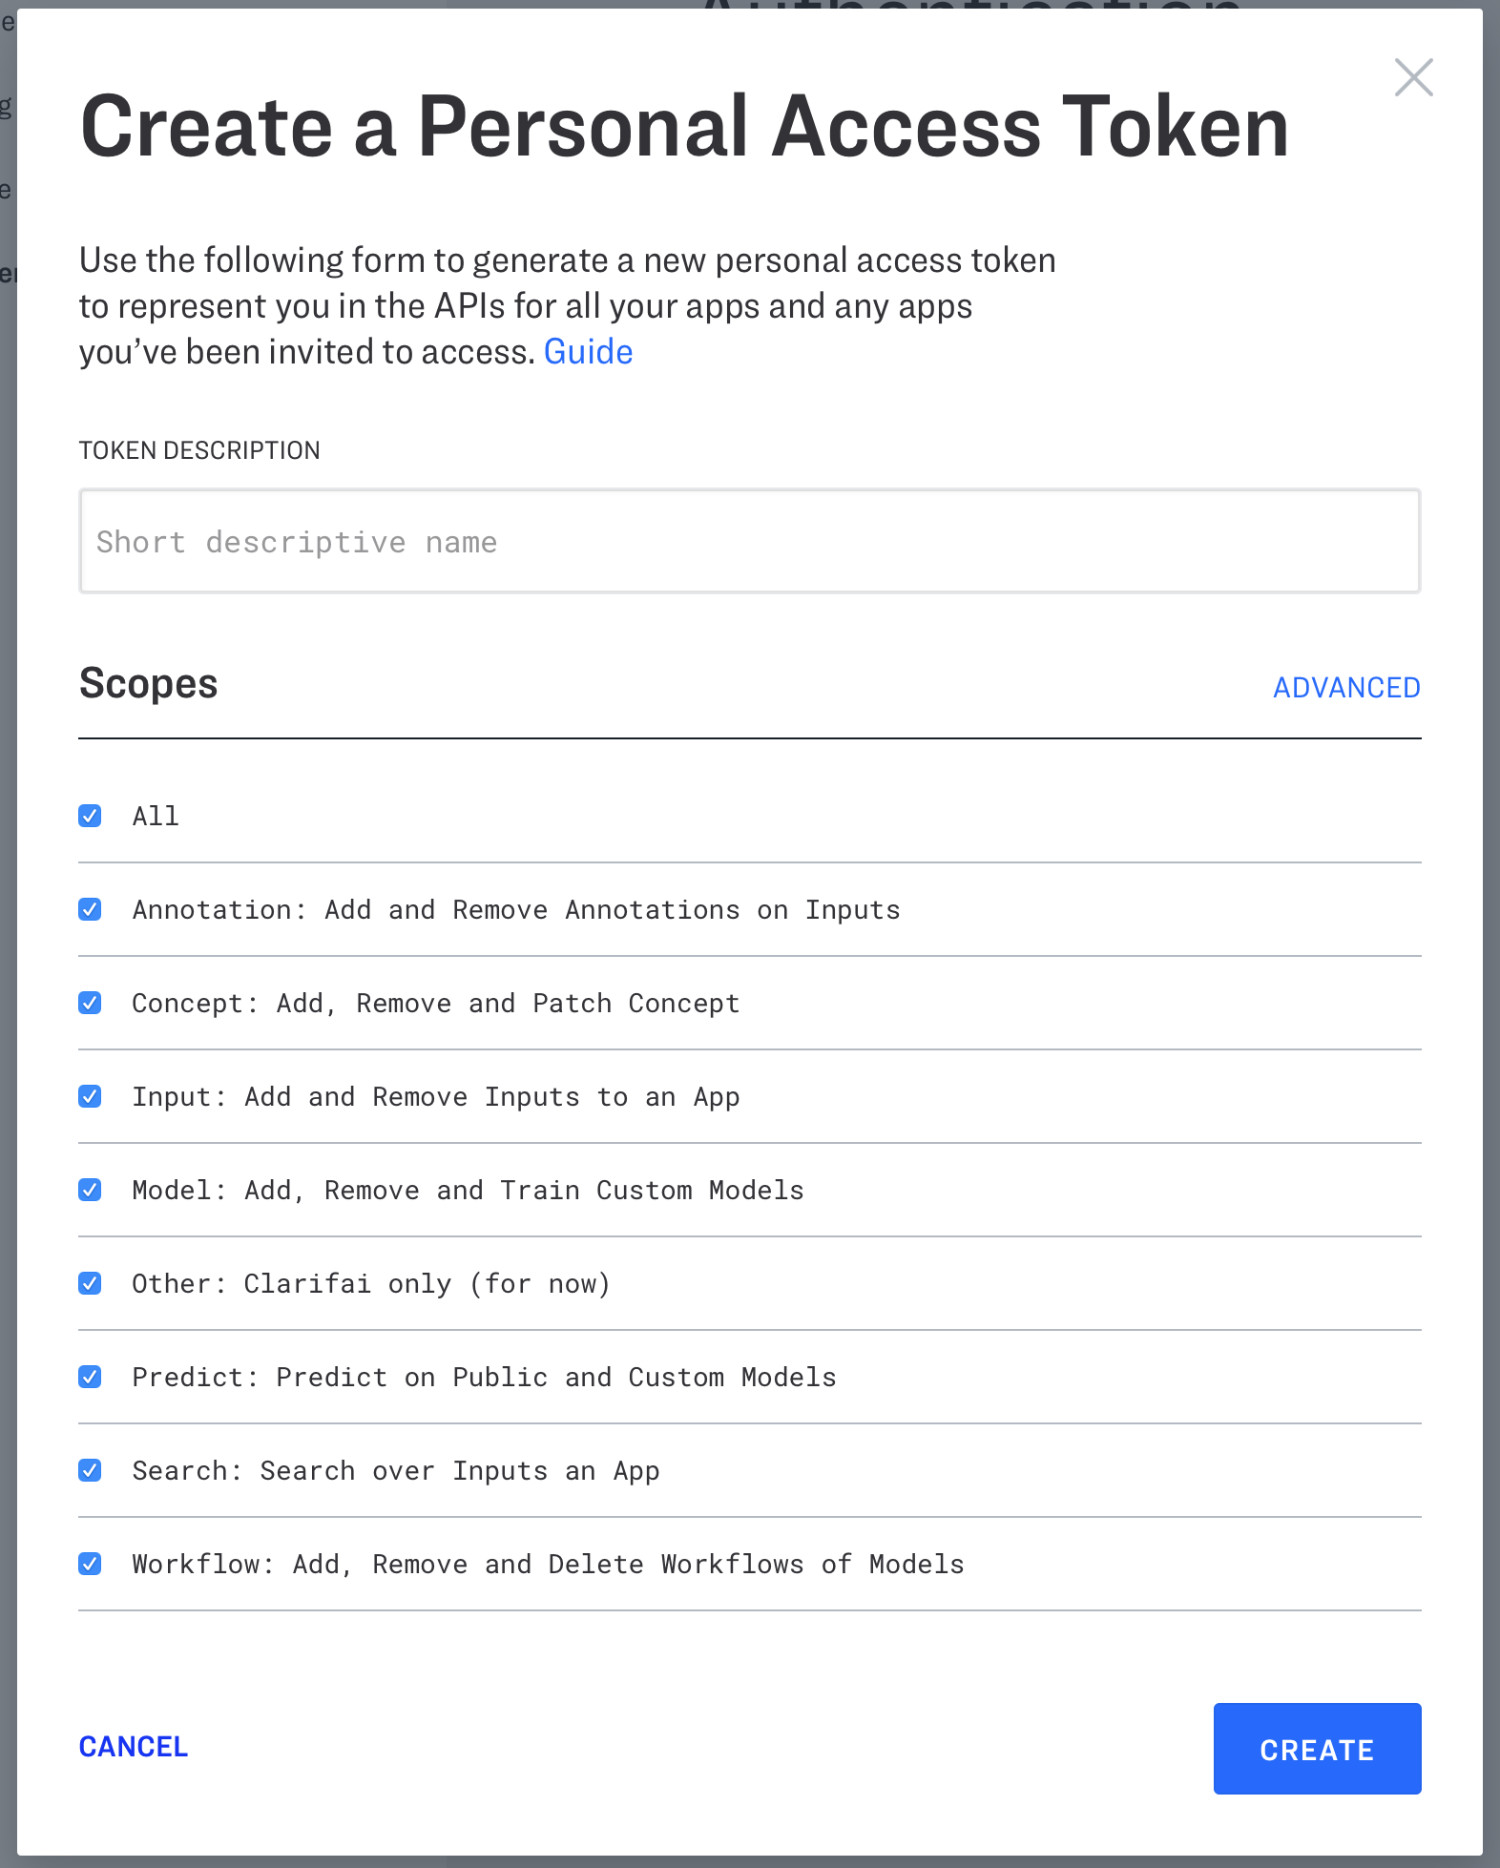 Authentication
Create a Personal Access Token
Use the following form to generate a new personal access token
to represent you in the APIs for all your apps and any apps
you’ve been invited to access. Guide
TOKEN DESCRIPTION
Short descriptive name
Scopes
ADVANCED
All
Annotation: Add and Remove Annotations on Inputs
Concept: Add, Remove and Patch Concept
Input: Add and Remove Inputs to an App
Model: Add, Remove and Train Custom Models
Other: Clarifai only (for now)
Predict: Predict on Public and Custom Models
Search: Search over Inputs an App
Workflow: Add, Remove and Delete Workflows of Models
CANCEL
CREATE